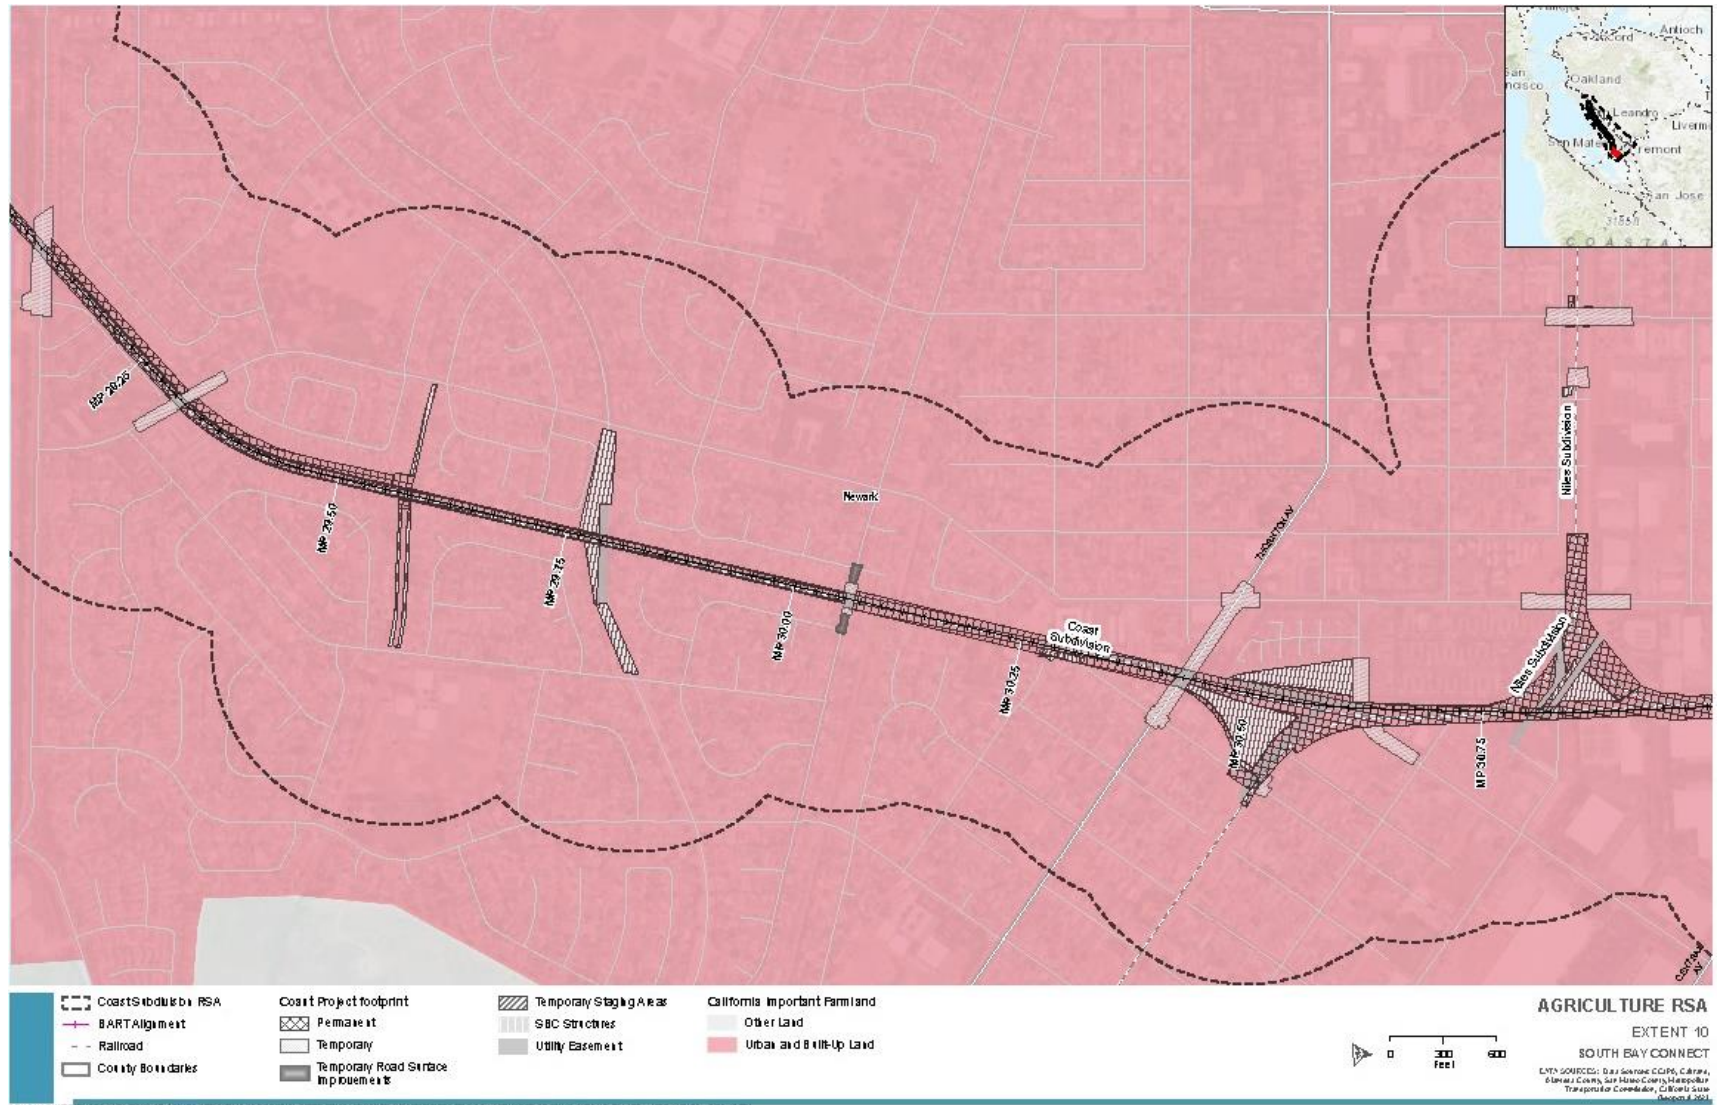 Antioch
Oakland
Leandro
San Jose
MP 29.25
MP 29.50
MP 29.75
Newark
MP 30.00
MP 30.25
Coast
Subdivision
THORNTON AV
MP 30.50
MP 30.75
Niles Subdivision
Niles Subdivision
Coast Subdivision RSA
BART Alignment
Railroad
County Boundaries
Coast Project footprint
Permanent
Temporary
Temporary Road Surface
Improvements
Temporary Staging Areas
SBC Structures
Utility Easement
California Important Farmland
Other Land
Urban and Built-Up Land
0 300 600
Feet
AGRICULTURE RSA
EXTENT 10
SOUTH BAY CONNECT